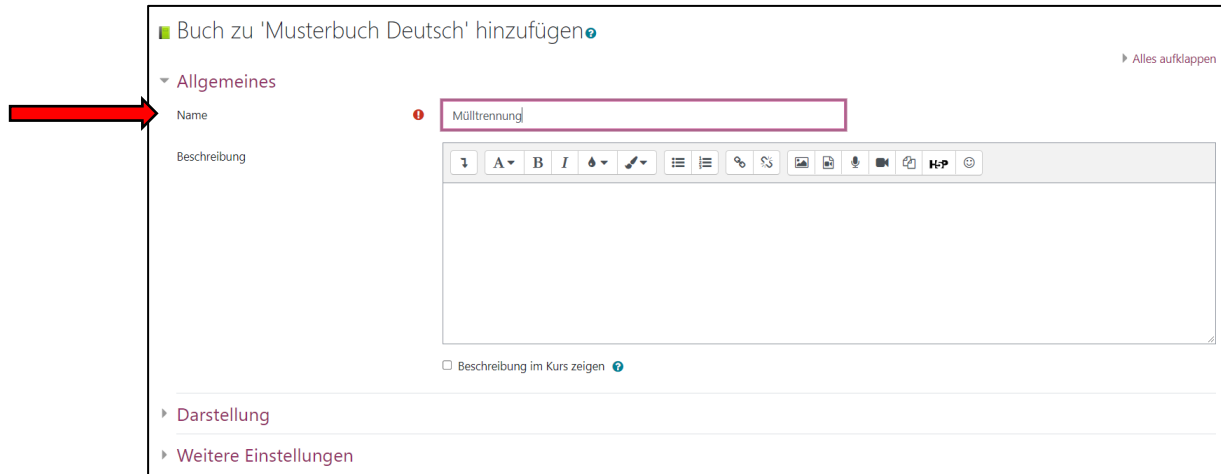 Buch zu 'Musterbuch Deutsch' hinzufügen
Alles aufklappen
Allgemeines
Name
Mülltrennung
Beschreibung
A B I H-P
Beschreibung im Kurs zeigen
Darstellung
Weitere Einstellungen